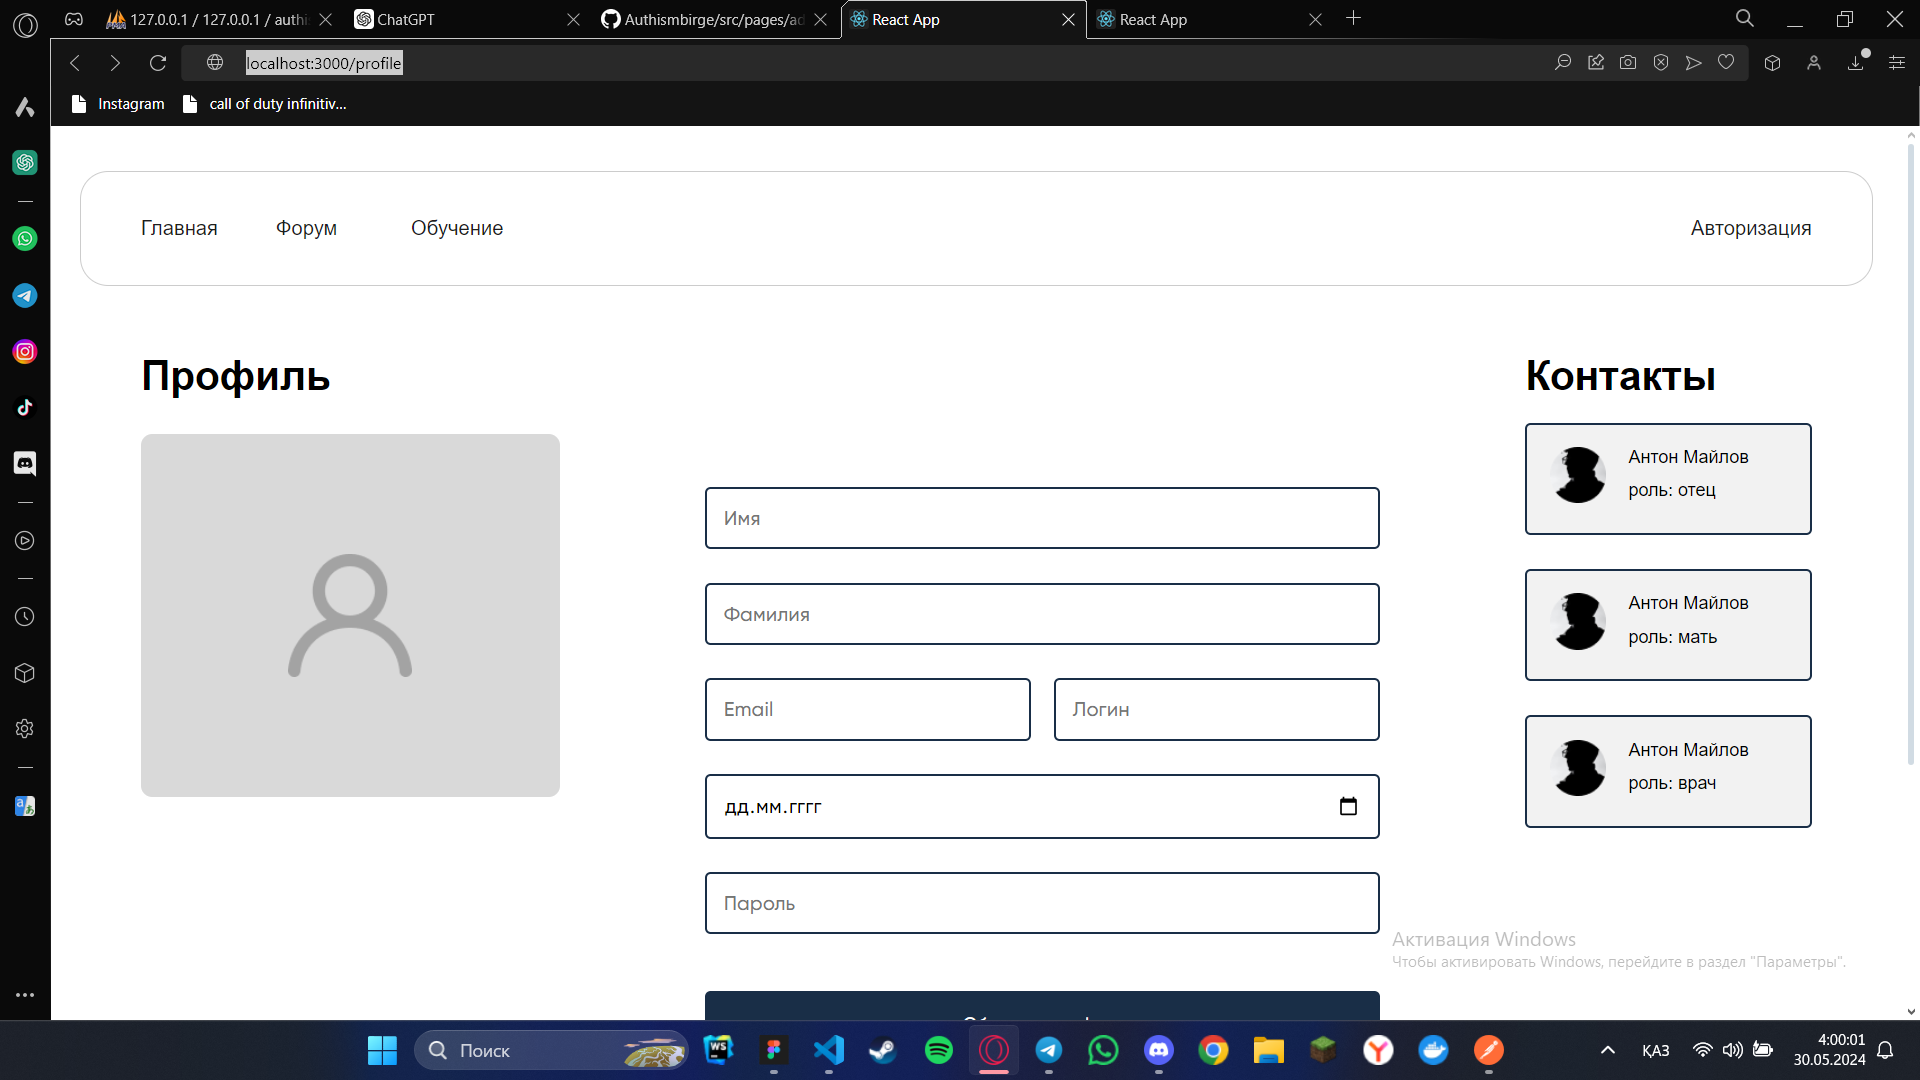 127.0.0.1 / 127.0.0.1 / authi
ChatGPT
Authismbirge/src/pages/ad
React App
React App
localhost:3000/profile
Instagram
call of duty infinitiv...
Главная
Форум
Обучение
Авторизация
Профиль
Контакты
Имя
Фамилия
Email
Логин
дд.мм.гггг
Пароль
Антон Майлов
роль: отец
Антон Майлов
роль: мать
Антон Майлов
роль: врач
Активация Windows
Чтобы активировать Windows, перейдите в раздел "Параметры".
Поиск
ҚАЗ
4:00:01
30.05.2024